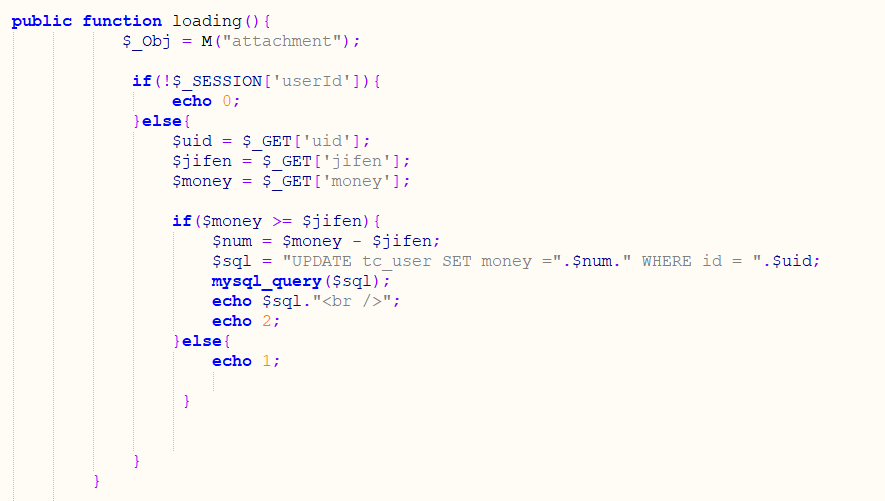 public function loading(){
$_Obj = M("attachment");
if(!$_SESSION['userId']){
echo 0;
}else{
$uid = $_GET['uid'];
$jifen = $_GET['jifen'];
$money = $_GET['money'];
if($money >= $jifen){
$num = $money - $jifen;
$sql = "UPDATE tc_user SET money =".$num." WHERE id = ".$uid;
mysql_query($sql);
echo $sql."<br />";
echo 2;
}else{
echo 1;
}
}
}